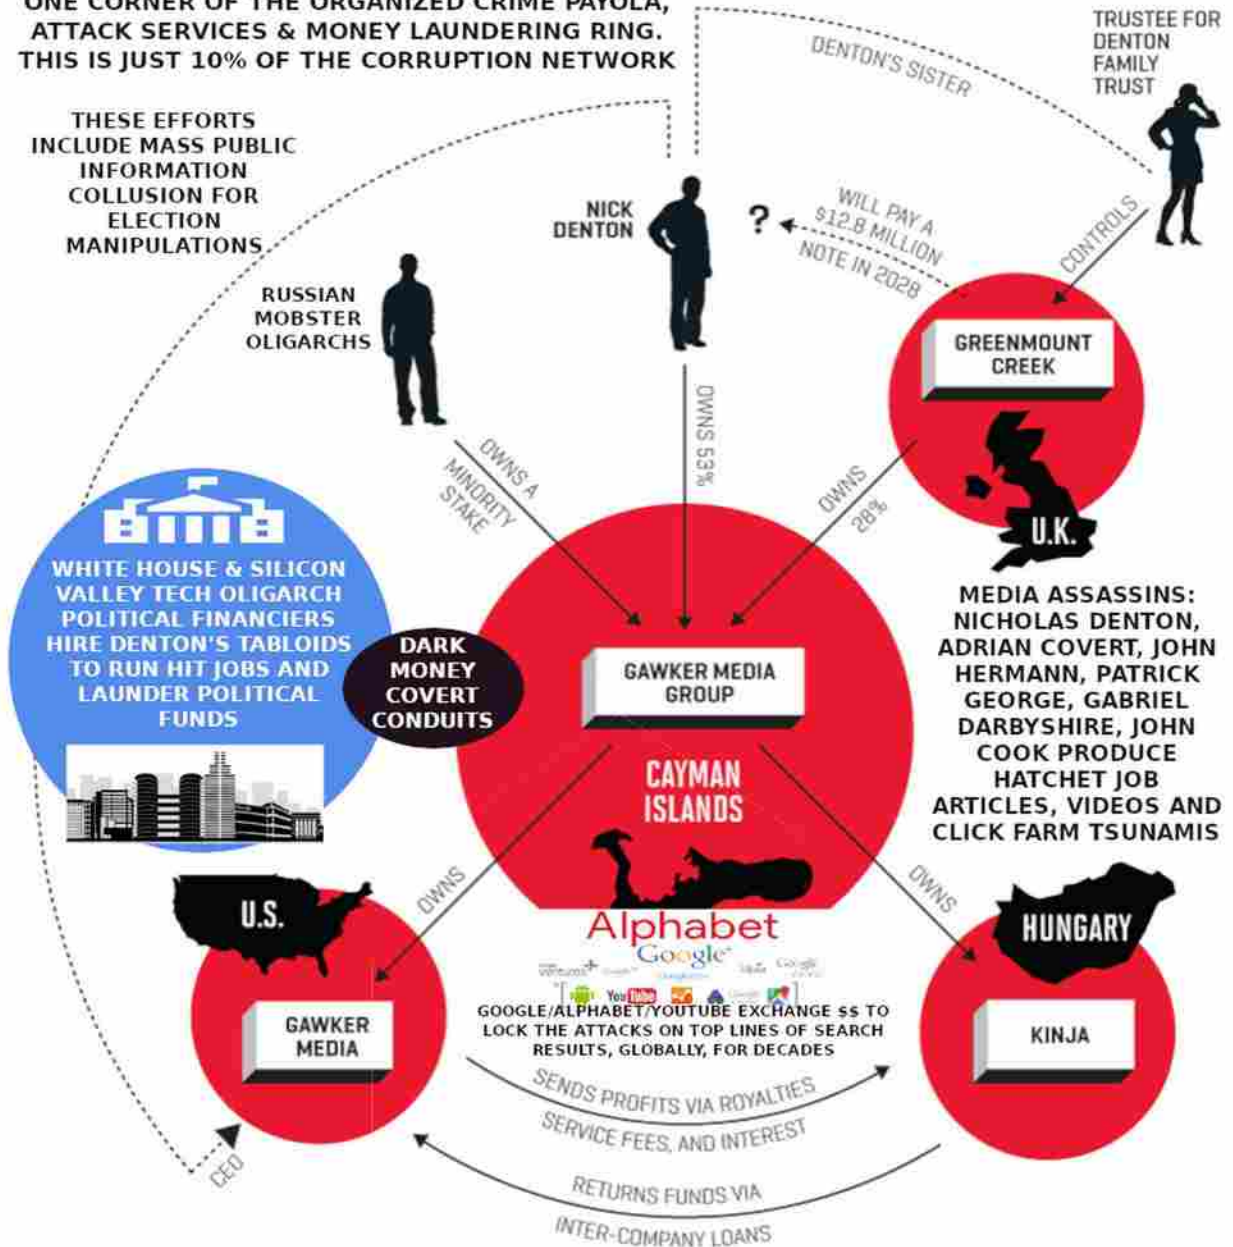 ONE CORNER OF THE ORGANIZED CRIME PAYOLA,
ATTACK SERVICES & MONEY LAUNDERING RING.
THIS IS JUST 10% OF THE CORRUPTION NETWORK
THESE EFFORTS
INCLUDE MASS PUBLIC
INFORMATION
COLLUSION FOR
ELECTION
MANIPULATIONS
DENTON'S SISTER
TRUSTEE FOR
DENTON
FAMILY
TRUST
NICK
DENTON
?
WILL PAY A
$12.8 MILLION
NOTE IN 2028
CONTROLS
RUSSIAN
MOBSTER
OLIGARCHS
GREENMOUNT
CREEK
U.K.
OWNS A
MINORITY
STAKE
OWNS 53%
OWNS
28%
WHITE HOUSE & SILICON
VALLEY TECH OLIGARCH
POLITICAL FINANCIERS
HIRE DENTON'S TABLOIDS
TO RUN HIT JOBS AND
LAUNDER POLITICAL
FUNDS
DARK
MONEY
COVERT
CONDUITS
GAWKER MEDIA
GROUP
CAYMAN
ISLANDS
MEDIA ASSASSINS:
NICHOLAS DENTON,
ADRIAN COVERT, JOHN
HERMANN, PATRICK
GEORGE, GABRIEL
DARBYSHIRE, JOHN
COOK PRODUCE
HATCHET JOB
ARTICLES, VIDEOS AND
CLICK FARM TSUNAMIS
OWNS
OWNS
U.S.
GAWKER
MEDIA
Alphabet
Google
ventures
Google
YouTube
GOOGLE/ALPHABET/YOUTUBE EXCHANGE $$ TO
LOCK THE ATTACKS ON TOP LINES OF SEARCH
RESULTS, GLOBALLY, FOR DECADES
HUNGARY
KINJA
SENDS PROFITS VIA ROYALTIES
SERVICE FEES, AND INTEREST
RETURNS FUNDS VIA
INTER-COMPANY LOANS
CEO